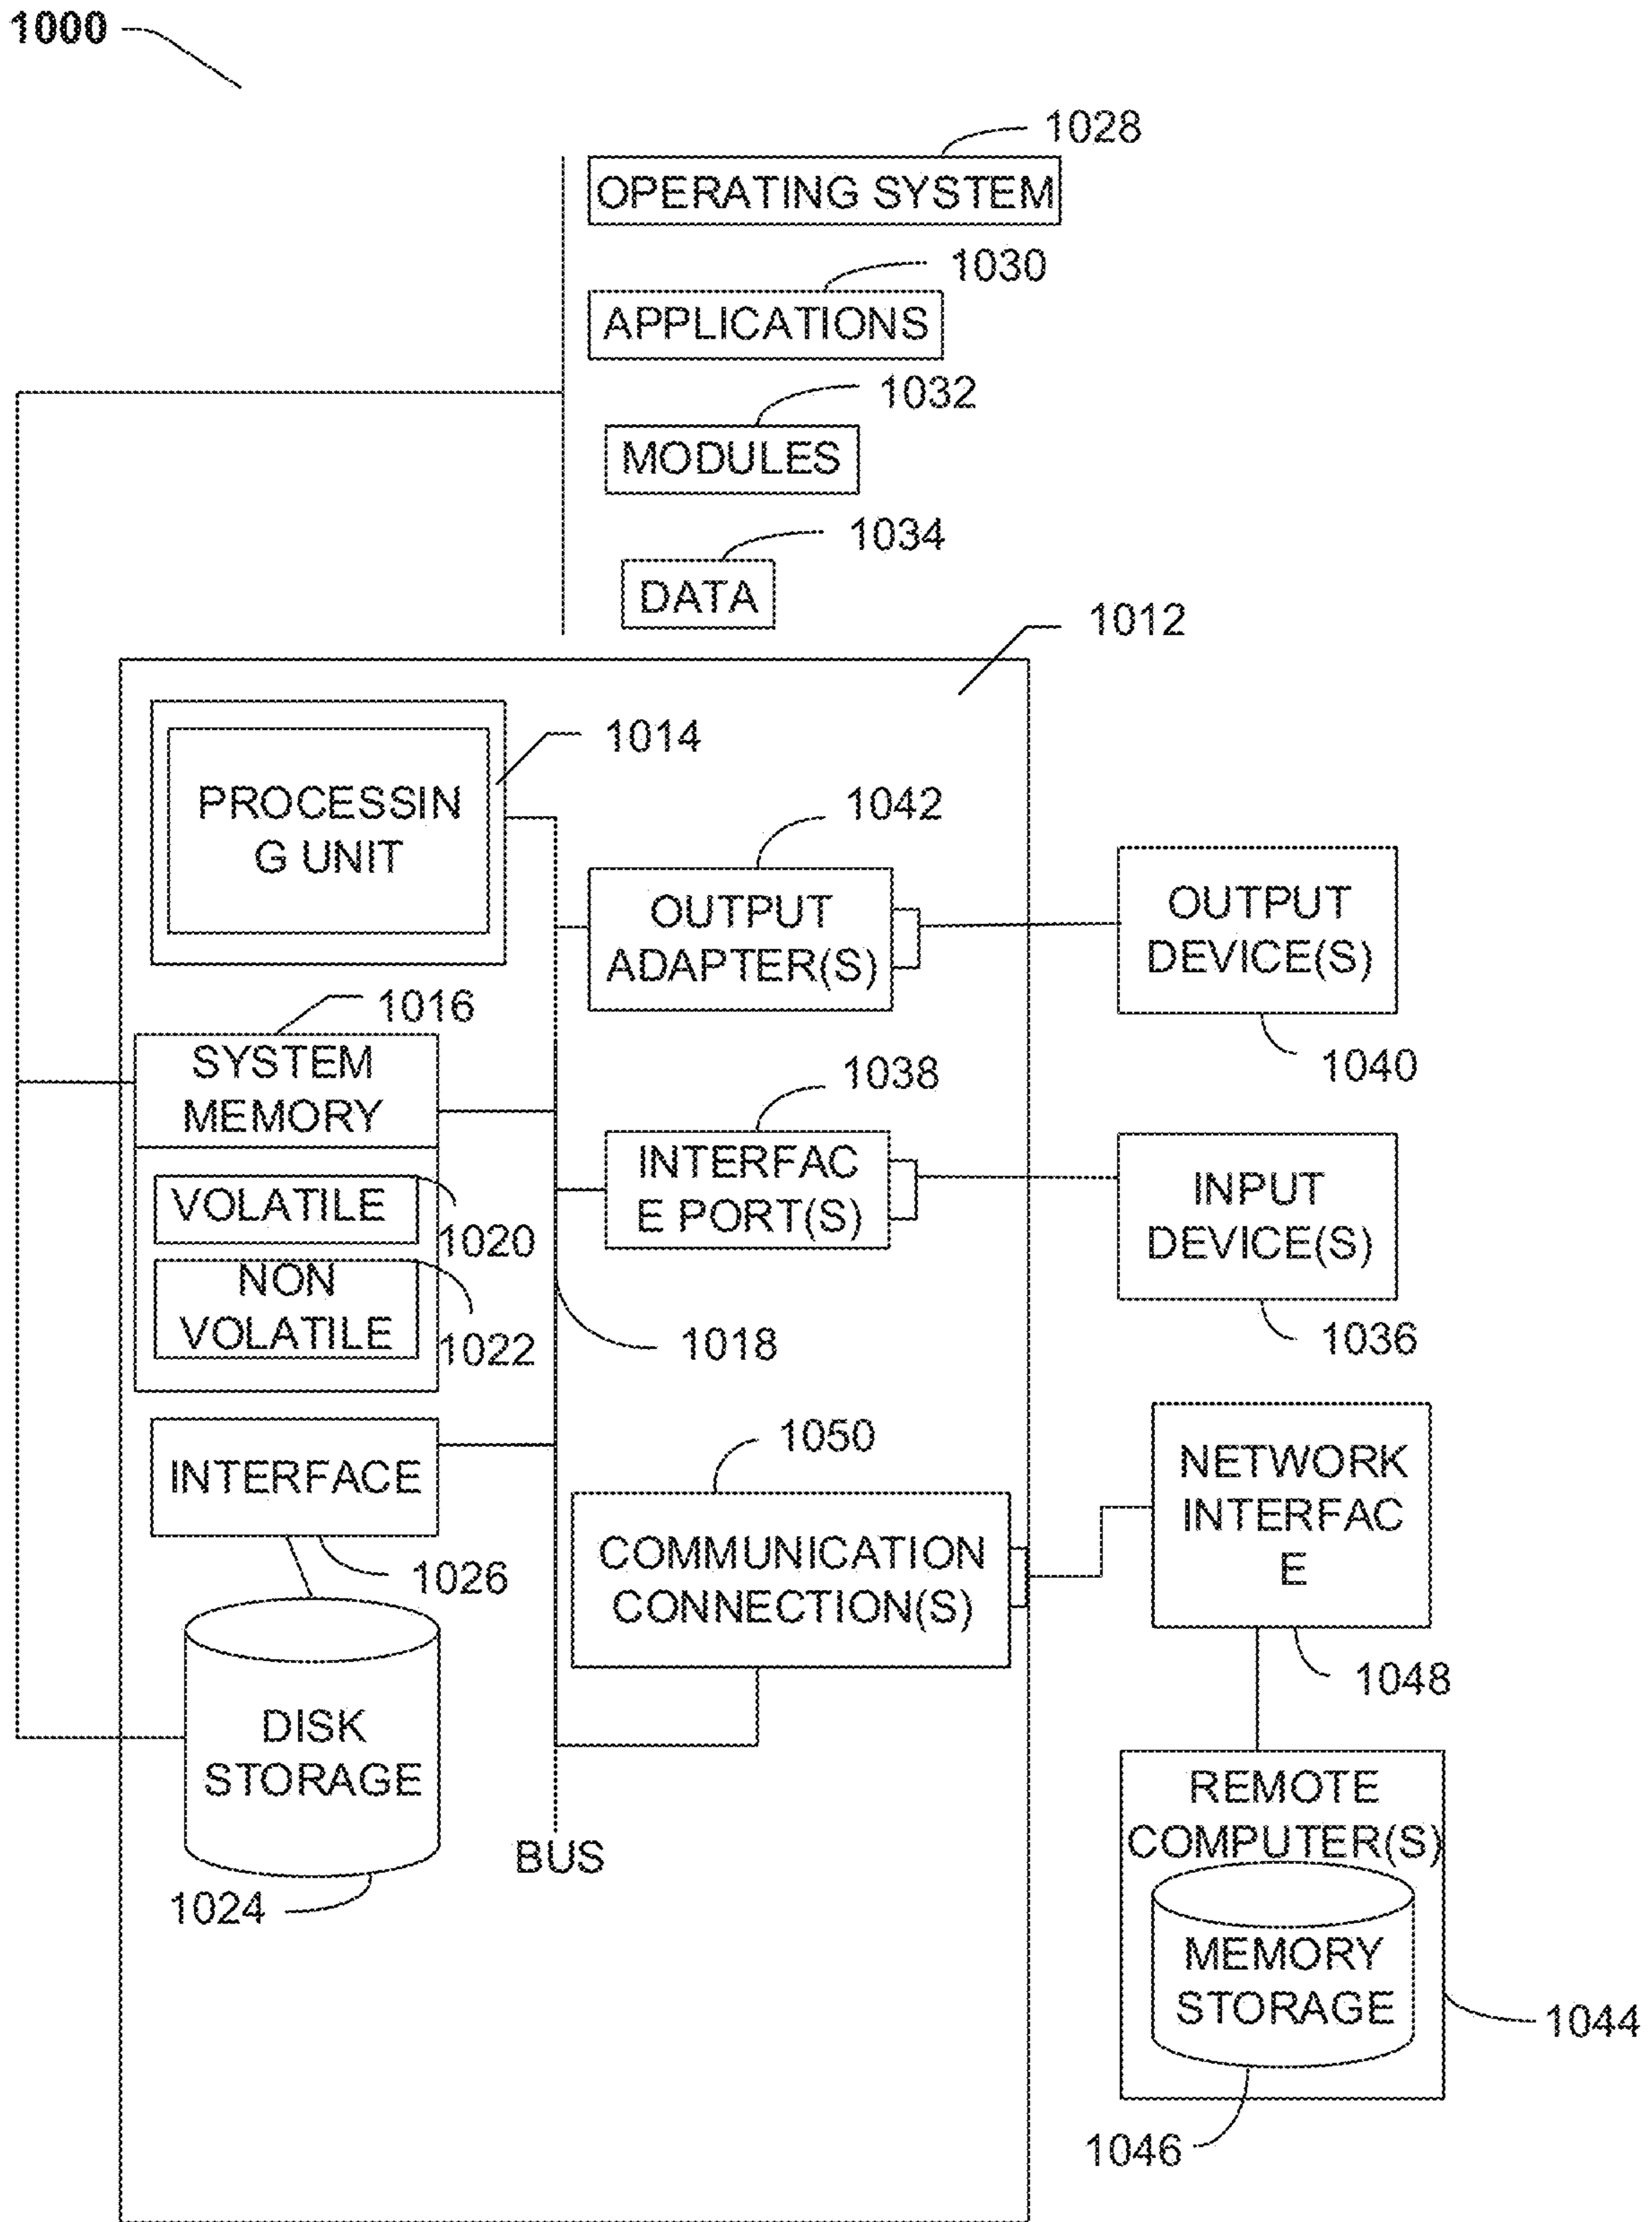 1000
1028
OPERATING SYSTEM
1030
APPLICATIONS
1032
MODULES
1034
DATA
1012
1014
PROCESSIN
G UNIT
1042
OUTPUT
ADAPTER(S)
OUTPUT
DEVICE(S)
1040
1016
SYSTEM
MEMORY
1038
INTERFAC
E PORT(S)
INPUT
DEVICE(S)
1036
VOLATILE
1020
NON
VOLATILE
1022
1018
1050
INTERFACE
1026
COMMUNICATION
CONNECTION(S)
NETWORK
INTERFAC
E
1048
DISK
STORAGE
1024
BUS
REMOTE
COMPUTER(S)
MEMORY
STORAGE
1044
1046